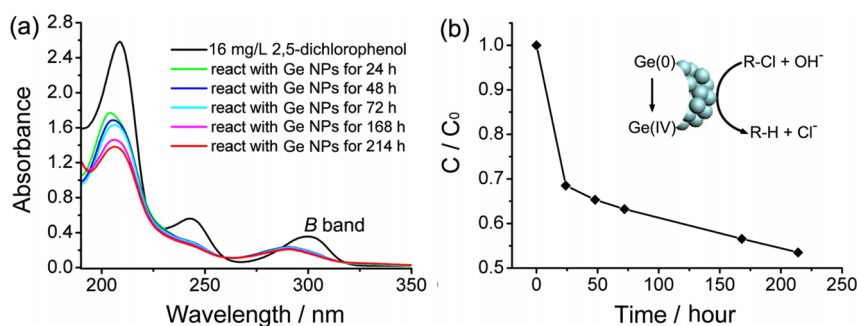 (a)
2.8
2.4
2.0
1.6
1.2
0.8
0.4
0.0
Absorbance
16 mg/L 2,5-dichlorophenol
react with Ge NPs for 24 h
react with Ge NPs for 48 h
react with Ge NPs for 72 h
react with Ge NPs for 168 h
react with Ge NPs for 214 h
B band
200 250 300 350
Wavelength / nm
(b)
1.0
0.9
0.8
0.7
0.6
0.5
C / C₀
Ge(0)
Ge(IV)
R-Cl + OH⁻
R-H + Cl⁻
0 50 100 150 200
Time / hour